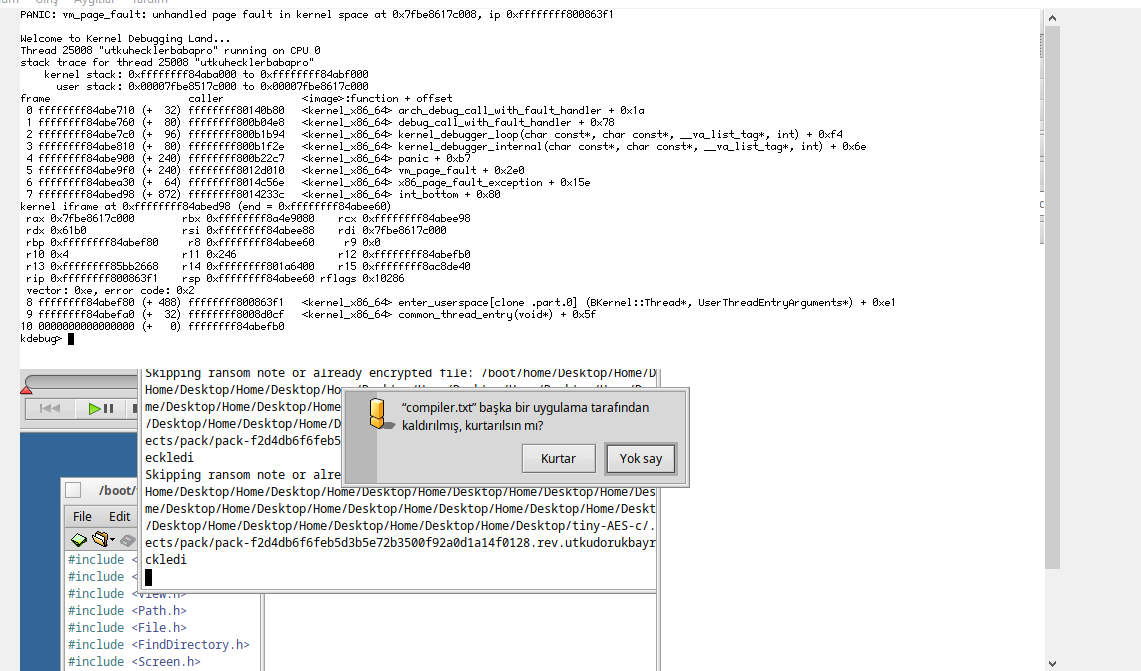 Giriş Aygıtlar Yardım
PANIC: vm_page_fault: unhandled page fault in kernel space at 0x7fbe8617c008, ip 0xffffffff800863f1
Welcome to Kernel Debugging Land...
Thread 25008 "utkuhecklerbabapro" running on CPU 0
stack trace for thread 25008 "utkuhecklerbabapro"
kernel stack: 0xffffffff84aba000 to 0xffffffff84abf000
user stack: 0x00007fbe8517c000 to 0x00007fbe8617c000
frame caller <image>:function + offset
0 ffffffff84abe710 (+ 32) ffffffff80140b80 <kernel_x86_64> arch_debug_call_with_fault_handler + 0x1a
1 ffffffff84abe760 (+ 80) ffffffff800b04e8 <kernel_x86_64> debug_call_with_fault_handler + 0x78
2 ffffffff84abe7c0 (+ 96) ffffffff800b1b94 <kernel_x86_64> kernel_debugger_loop(char const*, char const*, __va_list_tag*, int) + 0xf4
3 ffffffff84abe810 (+ 80) ffffffff800b1f2e <kernel_x86_64> kernel_debugger_internal(char const*, char const*, __va_list_tag*, int) + 0x6e
4 ffffffff84abe900 (+ 240) ffffffff800b22c7 <kernel_x86_64> panic + 0xb7
5 ffffffff84abe9f0 (+ 240) ffffffff8012d010 <kernel_x86_64> vm_page_fault + 0x2e0
6 ffffffff84abea30 (+ 64) ffffffff8014c56e <kernel_x86_64> x86_page_fault_exception + 0x15e
7 ffffffff84abed98 (+ 872) ffffffff8014233c <kernel_x86_64> int_bottom + 0x80
kernel iframe at 0xffffffff84abed98 (end = 0xffffffff84abee60)
rax 0x7fbe8617c000 rbx 0xffffffff8a4e9080 rcx 0xffffffff84abee98
rdx 0x61b0 rsi 0xffffffff84abee88 rdi 0x7fbe8617c000
rbp 0xffffffff84abef80 r8 0xffffffff84abee60 r9 0x0
r10 0x4 r11 0x246 r12 0xffffffff84abefb0
r13 0xffffffff85bb2668 r14 0xffffffff801a6400 r15 0xffffffff8ac8de40
rip 0xffffffff800863f1 rsp 0xffffffff84abee60 rflags 0x10286
vector: 0xe, error code: 0x2
8 ffffffff84abef80 (+ 488) ffffffff800863f1 <kernel_x86_64> enter_userspace[clone .part.0] (BKernel::Thread*, UserThreadEntryArguments*) + 0xe1
9 ffffffff84abefa0 (+ 32) ffffffff8008d0cf <kernel_x86_64> common_thread_entry(void*) + 0x5f
10 0000000000000000 (+ 0) ffffffff84abefb0
kdebug>
Skipping ransom note or already encrypted file: /boot/home/Desktop/Home/D
Home/Desktop/Home/Desktop/Ho
me/Desktop/Home/Desktop/Home
/Desktop/Home/Desktop/Home/D
ects/pack/pack-f2d4db6f6feb5
eckledi
Skipping ransom note or alre
Home/Desktop/Home/Desktop/Home/Desktop/Home/Desktop/Home/Desktop/Home/Des
me/Desktop/Home/Desktop/Home/Desktop/Home/Desktop/Home/Desktop/Home/Deskt
/Desktop/Home/Desktop/Home/Desktop/Home/Desktop/Home/Desktop/tiny-AES-c/.
ects/pack/pack-f2d4db6f6feb5d3b5e72b3500f92a0d1a14f0128.rev.utkudorukbayr
ckledi
“compiler.txt” başka bir uygulama tarafından
kaldırılmış, kurtarılsın mı?
Kurtar Yok say
/boot/
File Edit
#include <
#include <
#include <View.h>
#include <Path.h>
#include <File.h>
#include <FindDirectory.h>
#include <Screen.h>